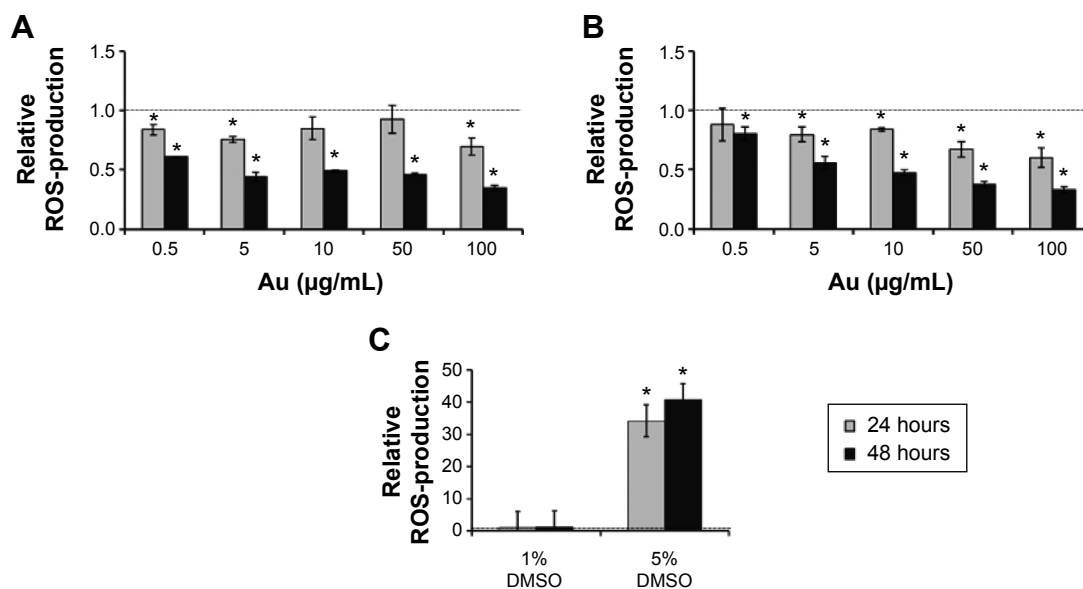 A
Relative
ROS-production
1.5
1.0
0.5
0.0
* * * * * * * *
0.5 5 10 50 100
Au (µg/mL)
B
Relative
ROS-production
1.5
1.0
0.5
0.0
* * * * * * * * *
0.5 5 10 50 100
Au (µg/mL)
C
Relative
ROS-production
50
40
30
20
10
0
* *
1%
DMSO
5%
DMSO
24 hours
48 hours